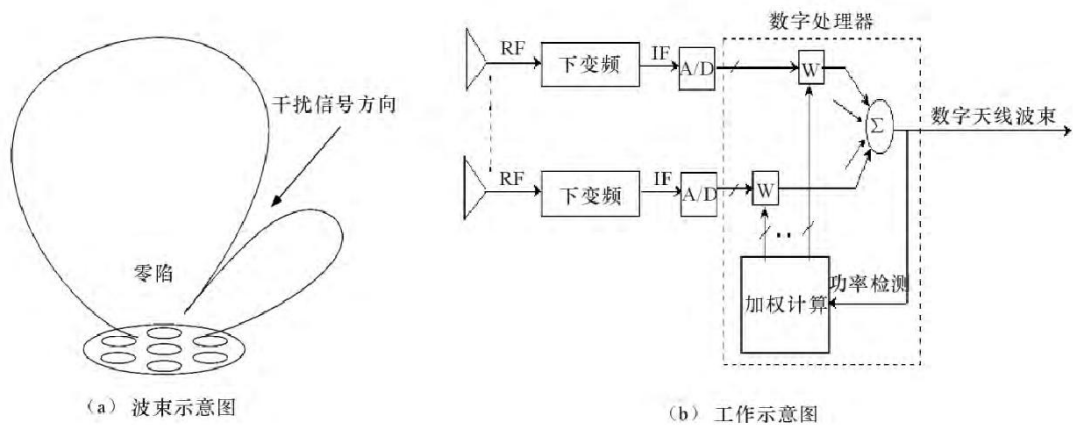 干扰信号方向
零陷
(a) 波束示意图
数字处理器
RF
下变频
IF
A/D
W
Σ
数字天线波束
RF
下变频
IF
A/D
W
加权计算
功率检测
(b) 工作示意图